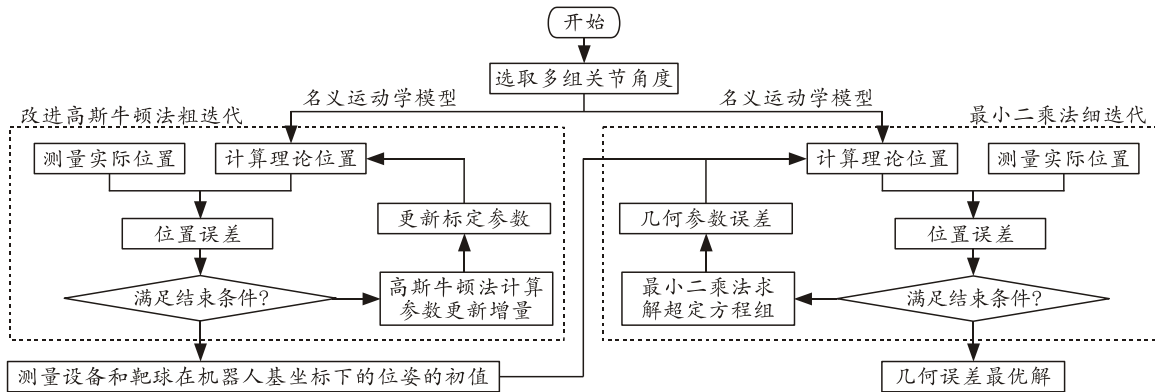 开始
选取多组关节角度
名义运动学模型
名义运动学模型
改进高斯牛顿法粗迭代
测量实际位置
计算理论位置
更新标定参数
位置误差
满足结束条件?
高斯牛顿法计算
参数更新增量
测量设备和靶球在机器人基坐标下的位姿的初值
最小二乘法细迭代
计算理论位置
测量实际位置
几何参数误差
位置误差
最小二乘法求
解超定方程组
满足结束条件?
几何误差最优解